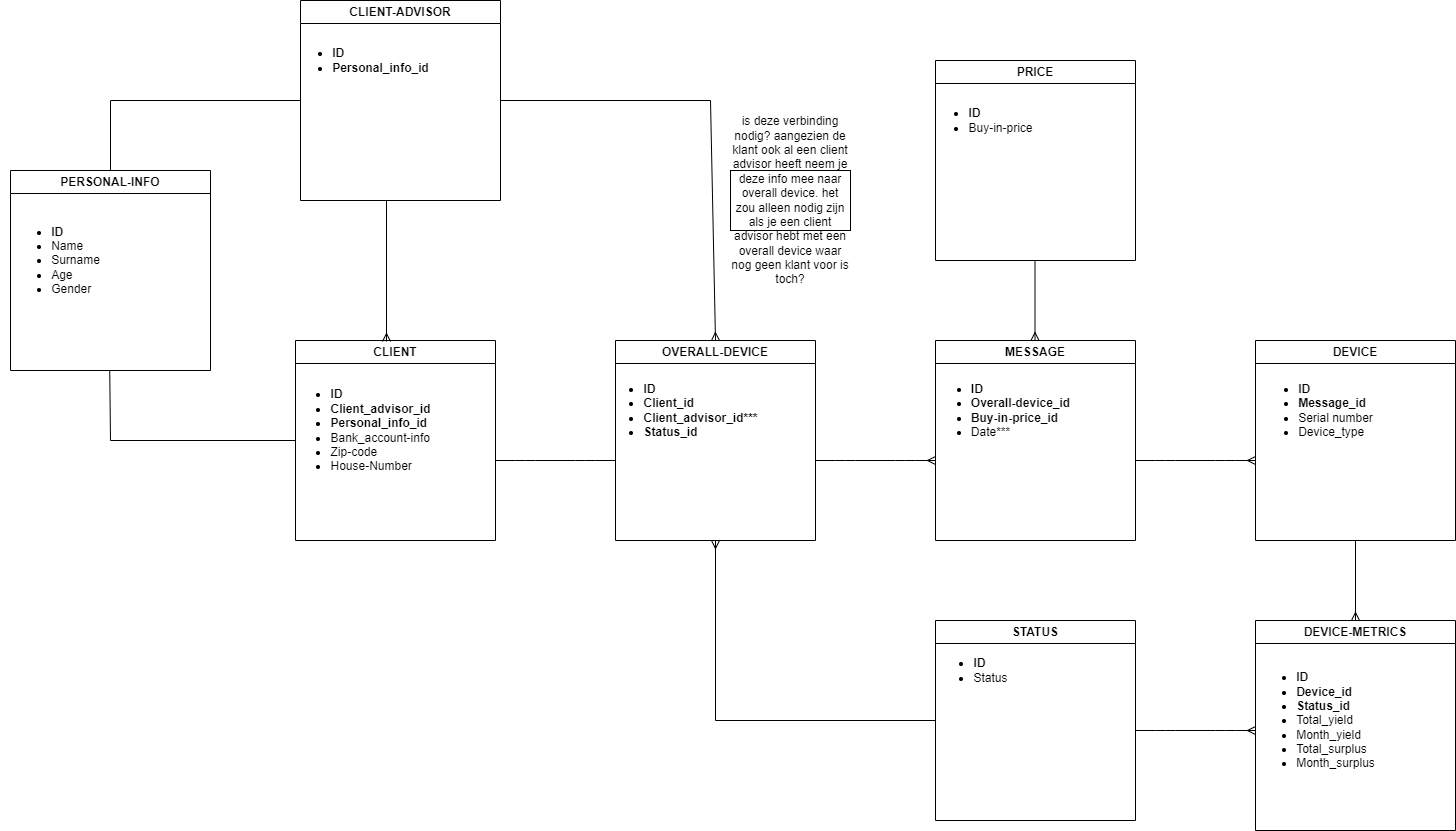 CLIENT-ADVISOR
ID
Personal_info_id
PERSONAL-INFO
ID
Name
Surname
Age
Gender
is deze verbinding
nodig? aangezien de
klant ook al een client
advisor heeft neem je
deze info mee naar
overall device. het
zou alleen nodig zijn
als je een client
advisor hebt met een
overall device waar
nog geen klant voor is
toch?
PRICE
ID
Buy-in-price
CLIENT
ID
Client_advisor_id
Personal_info_id
Bank_account-info
Zip-code
House-Number
OVERALL-DEVICE
ID
Client_id
Client_advisor_id***
Status_id
MESSAGE
ID
Overall-device_id
Buy-in-price_id
Date***
DEVICE
ID
Message_id
Serial number
Device_type
STATUS
ID
Status
DEVICE-METRICS
ID
Device_id
Status_id
Total_yield
Month_yield
Total_surplus
Month_surplus